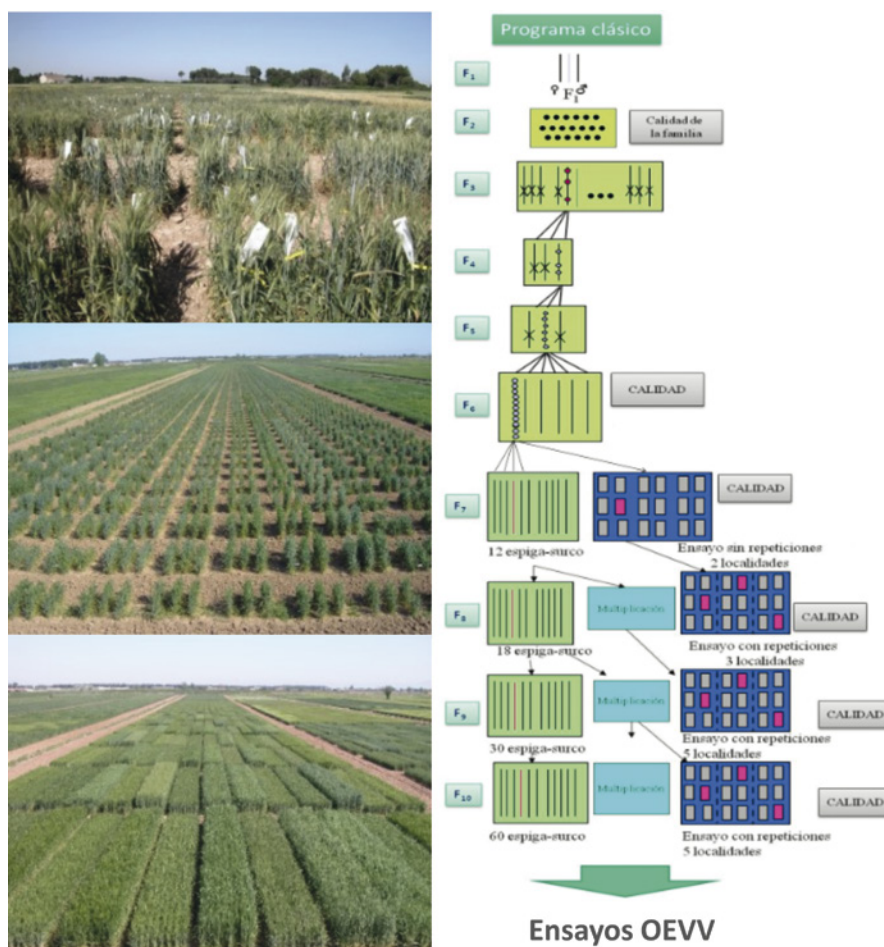 Programa clásico
F1
♀ F1 ♂
F2
Calidad de
la familia
F3
F4
F5
F6
CALIDAD
F7
CALIDAD
12 espiga-surco
Ensayo sin repeticiones
2 localidades
F8
Multiplicación
CALIDAD
18 espiga-surco
Ensayo con repeticiones
3 localidades
F9
Multiplicación
CALIDAD
30 espiga-surco
Ensayo con repeticiones
5 localidades
F10
Multiplicación
CALIDAD
60 espiga-surco
Ensayo con repeticiones
5 localidades
Ensayos OEVV